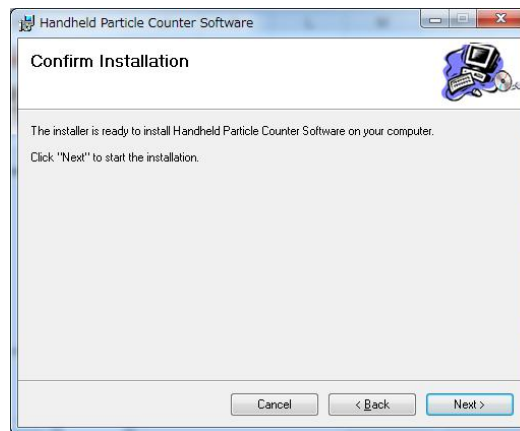 Handheld Particle Counter Software
Confirm Installation
The installer is ready to install Handheld Particle Counter Software on your computer.
Click "Next" to start the installation.
Cancel
< Back
Next >